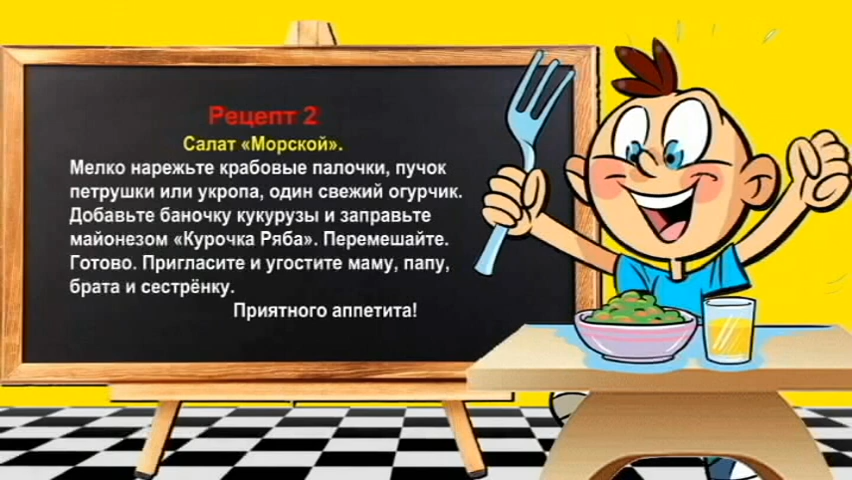 Рецепт 2
Салат «Морской».
Мелко нарежьте крабовые палочки, пучок
петрушки или укропа, один свежий огурчик.
Добавьте баночку кукурузы и заправьте
майонезом «Курочка Ряба». Перемешайте.
Готово. Пригласите и угостите маму, папу,
брата и сестрёнку.
Приятного аппетита!